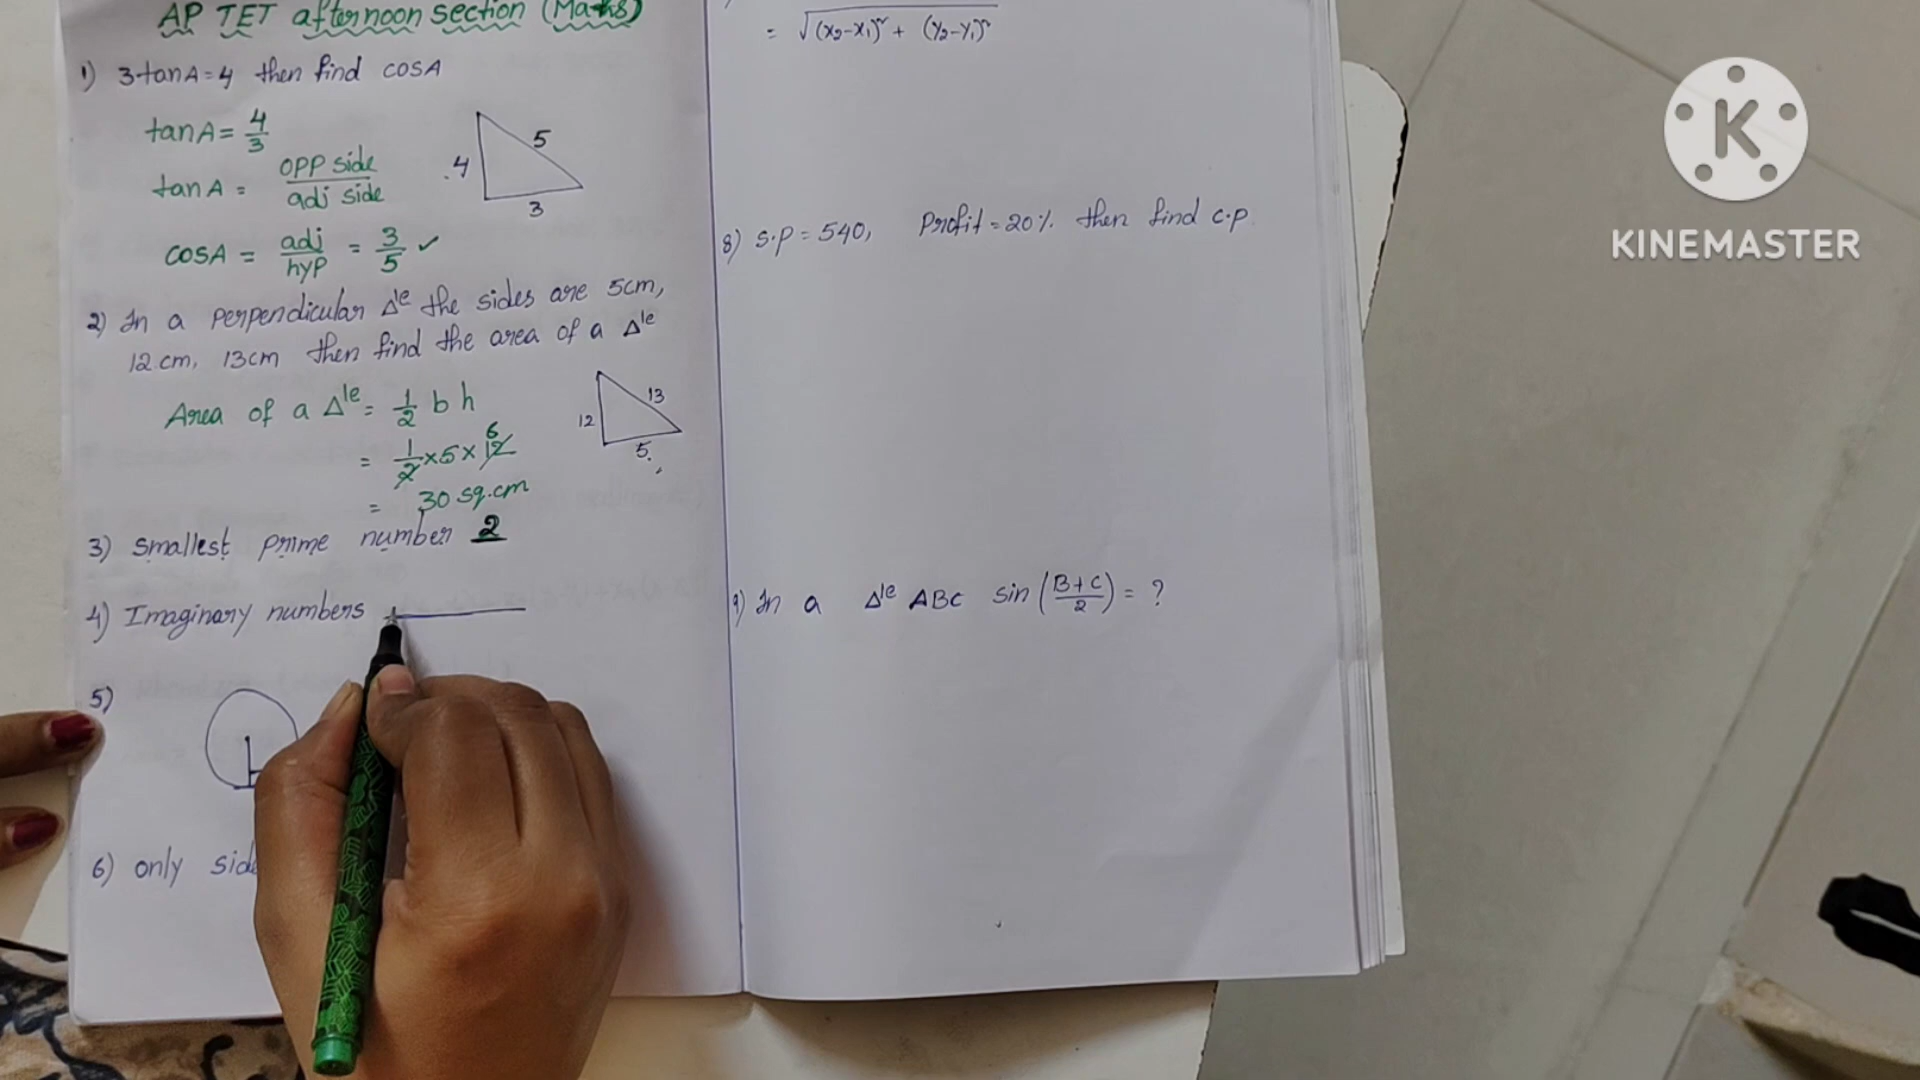 AP TET afternoon section (Maths)
1) 3tanA=4 then find cosA
tanA = 4/3
tanA = opp side / adj side
4
5
3
cosA = adj/hyp = 3/5 ✓
2) In a perpendicular Δle the sides are 5cm,
12cm, 13cm then find the area of a Δle
Area of a Δle = 1/2 b h
= 1/2 × 5 × 12 6
= 30 sq.cm
12
13
5
3) Smallest prime number 2
4) Imaginary numbers
5)
6) only
= √(x₂-x₁)² + (y₂-y₁)²
8) S.P = 540, Profit = 20% then find C.P.
9) In a Δle ABC sin (B+C/2) = ?
K
KINEMASTER